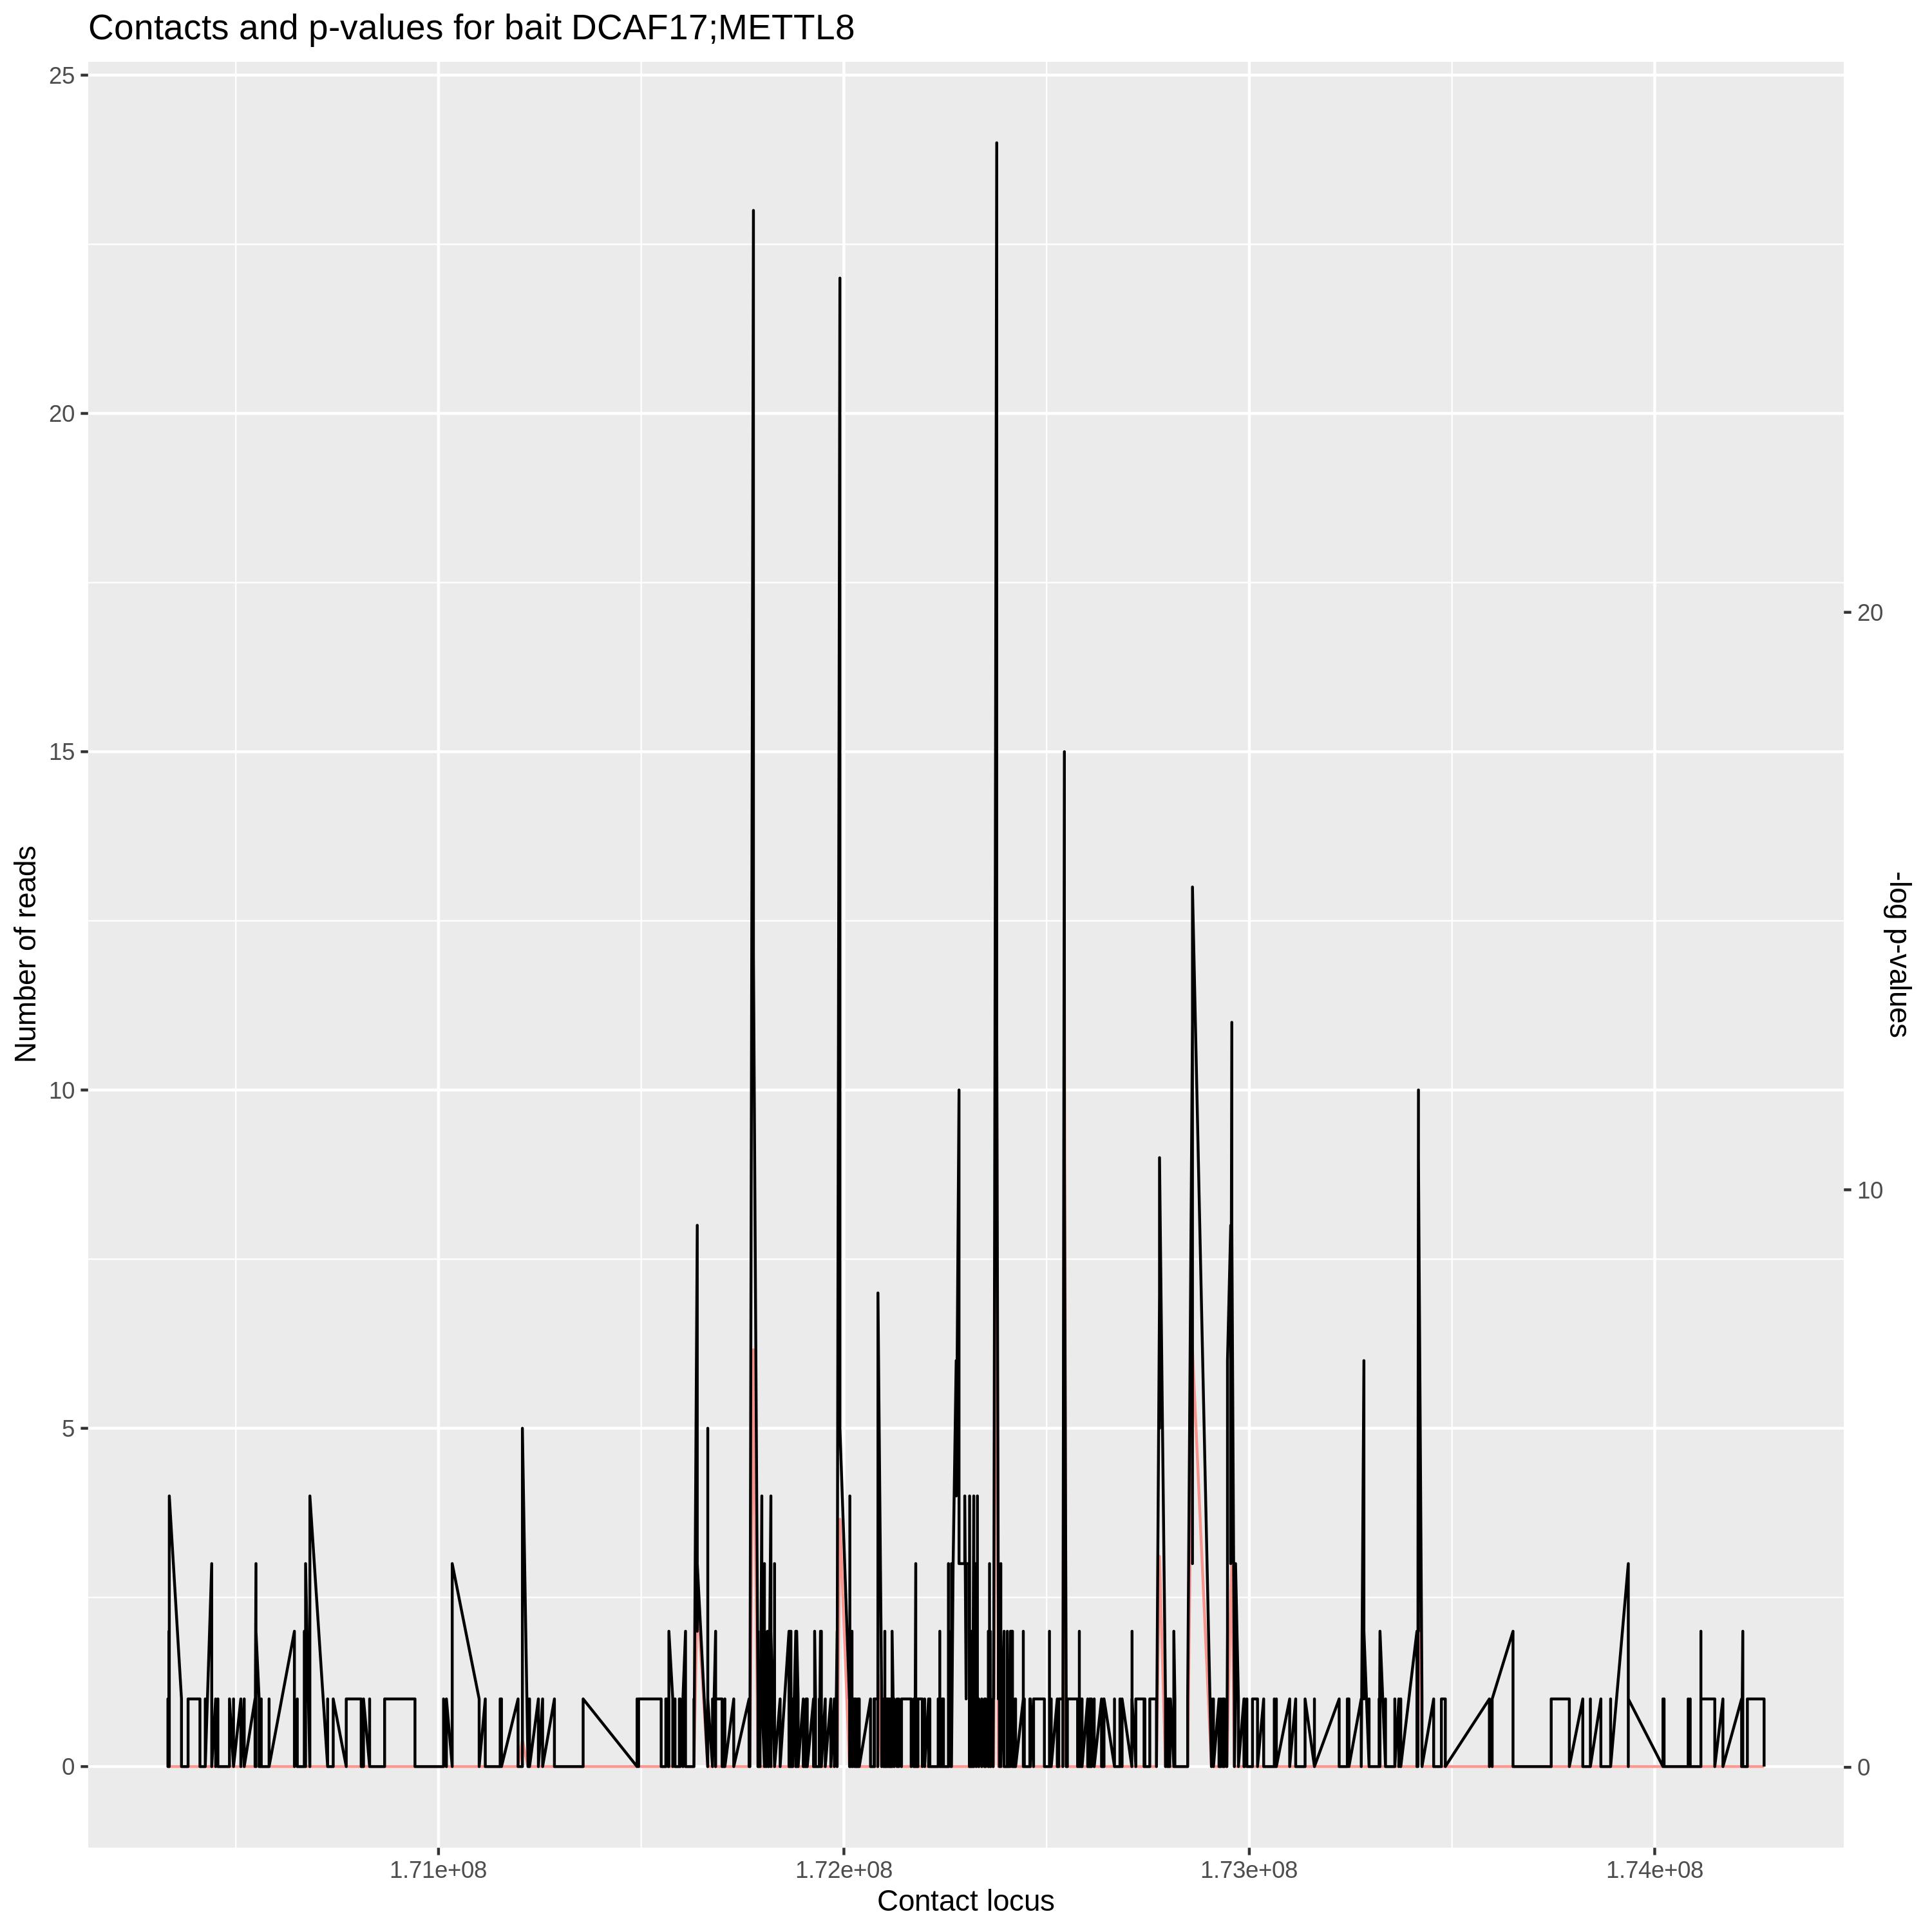 Contacts and p-values for bait DCAF17;METTL8
25
20
15
10
5
0
Number of reads
20
10
0
-log p-values
1.71e+08
1.72e+08
1.73e+08
1.74e+08
Contact locus